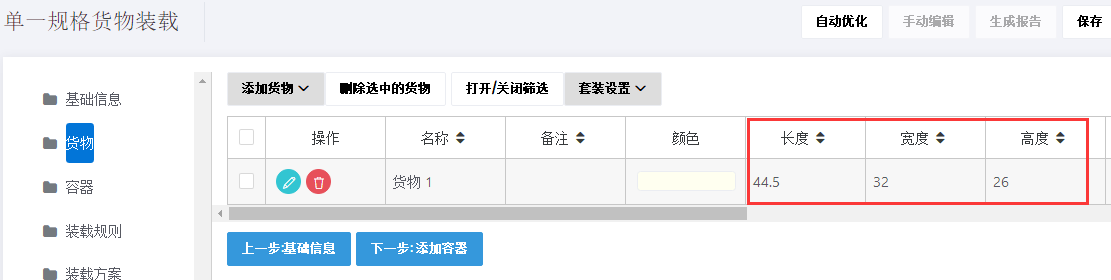 单一规格货物装载
自动优化 手动编辑 生成报告 保存
添加货物 删除选中的货物 打开/关闭筛选 套装设置
基础信息
货物
容器
装载规则
装载方案
操作 名称 备注 颜色 长度 宽度 高度
货物 1 44.5 32 26
上一步:基础信息 下一步:添加容器